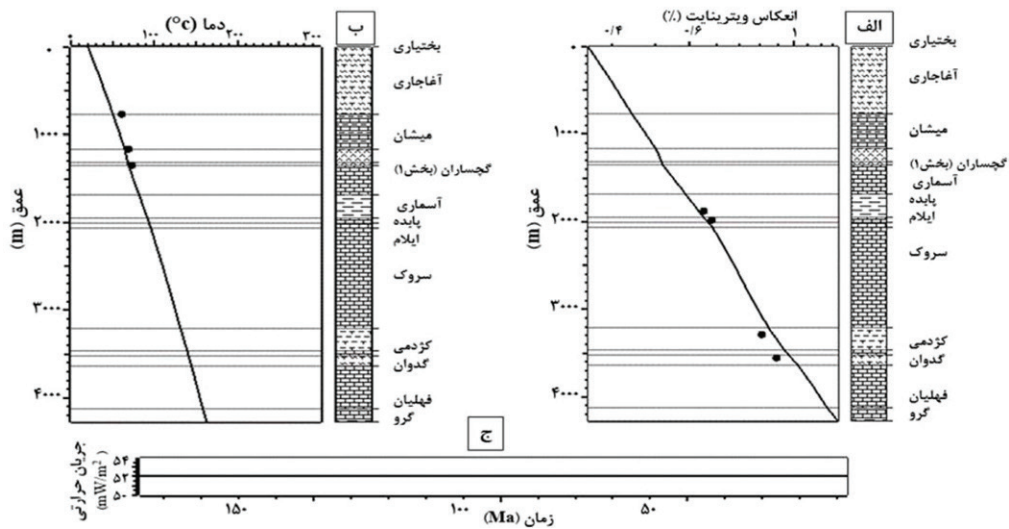 الف
انعکاس ویترینایت (٪)
۰/۴ ۰/۶ ۱
عمق (m)
۰
۱۰۰۰
۲۰۰۰
۳۰۰۰
۴۰۰۰
بختیاری
آغاجاری
میشان
گچساران (بخش۱)
آسماری
پابده
ایلام
سروک
کژدمی
گدوان
فهلیان
گرو
ب
دما (°c)
۰ ۱۰۰ ۲۰۰ ۳۰۰
عمق (m)
۰
۱۰۰۰
۲۰۰۰
۳۰۰۰
۴۰۰۰
بختیاری
آغاجاری
میشان
گچساران (بخش۱)
آسماری
پابده
ایلام
سروک
کژدمی
گدوان
فهلیان
گرو
ج
جریان حرارتی
(mW/m²)
۵۴
۵۲
۵۰
۱۵۰ ۱۰۰ ۵۰
زمان (Ma)